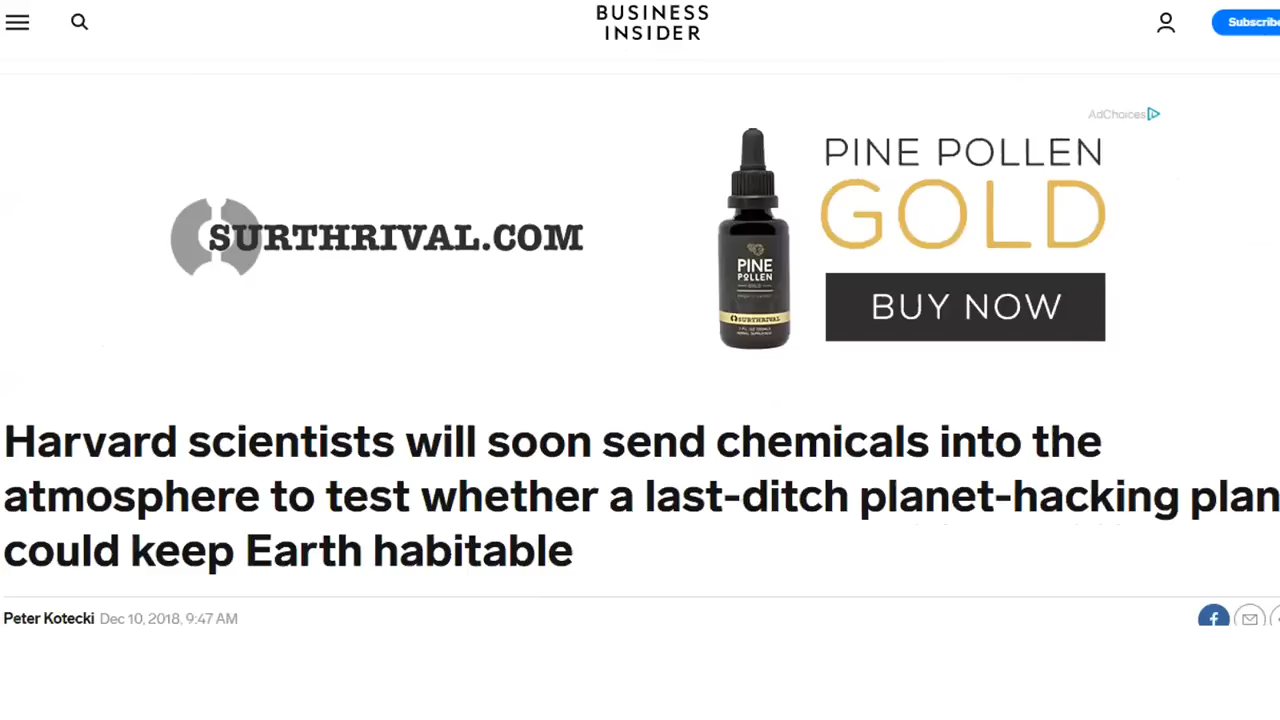 BUSINESS
INSIDER
Subscribe
AdChoices
SURTHRIVAL.COM
PINE POLLEN
GOLD
BUY NOW
PINE
POLLEN
GOLD
SURTHRIVAL
Harvard scientists will soon send chemicals into the
atmosphere to test whether a last-ditch planet-hacking plan
could keep Earth habitable
Peter Kotecki Dec 10, 2018, 9:47 AM